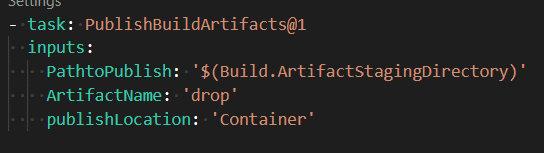 Settings
- task: PublishBuildArtifacts@1
  inputs:
    PathtoPublish: '$(Build.ArtifactStagingDirectory)'
    ArtifactName: 'drop'
    publishLocation: 'Container'